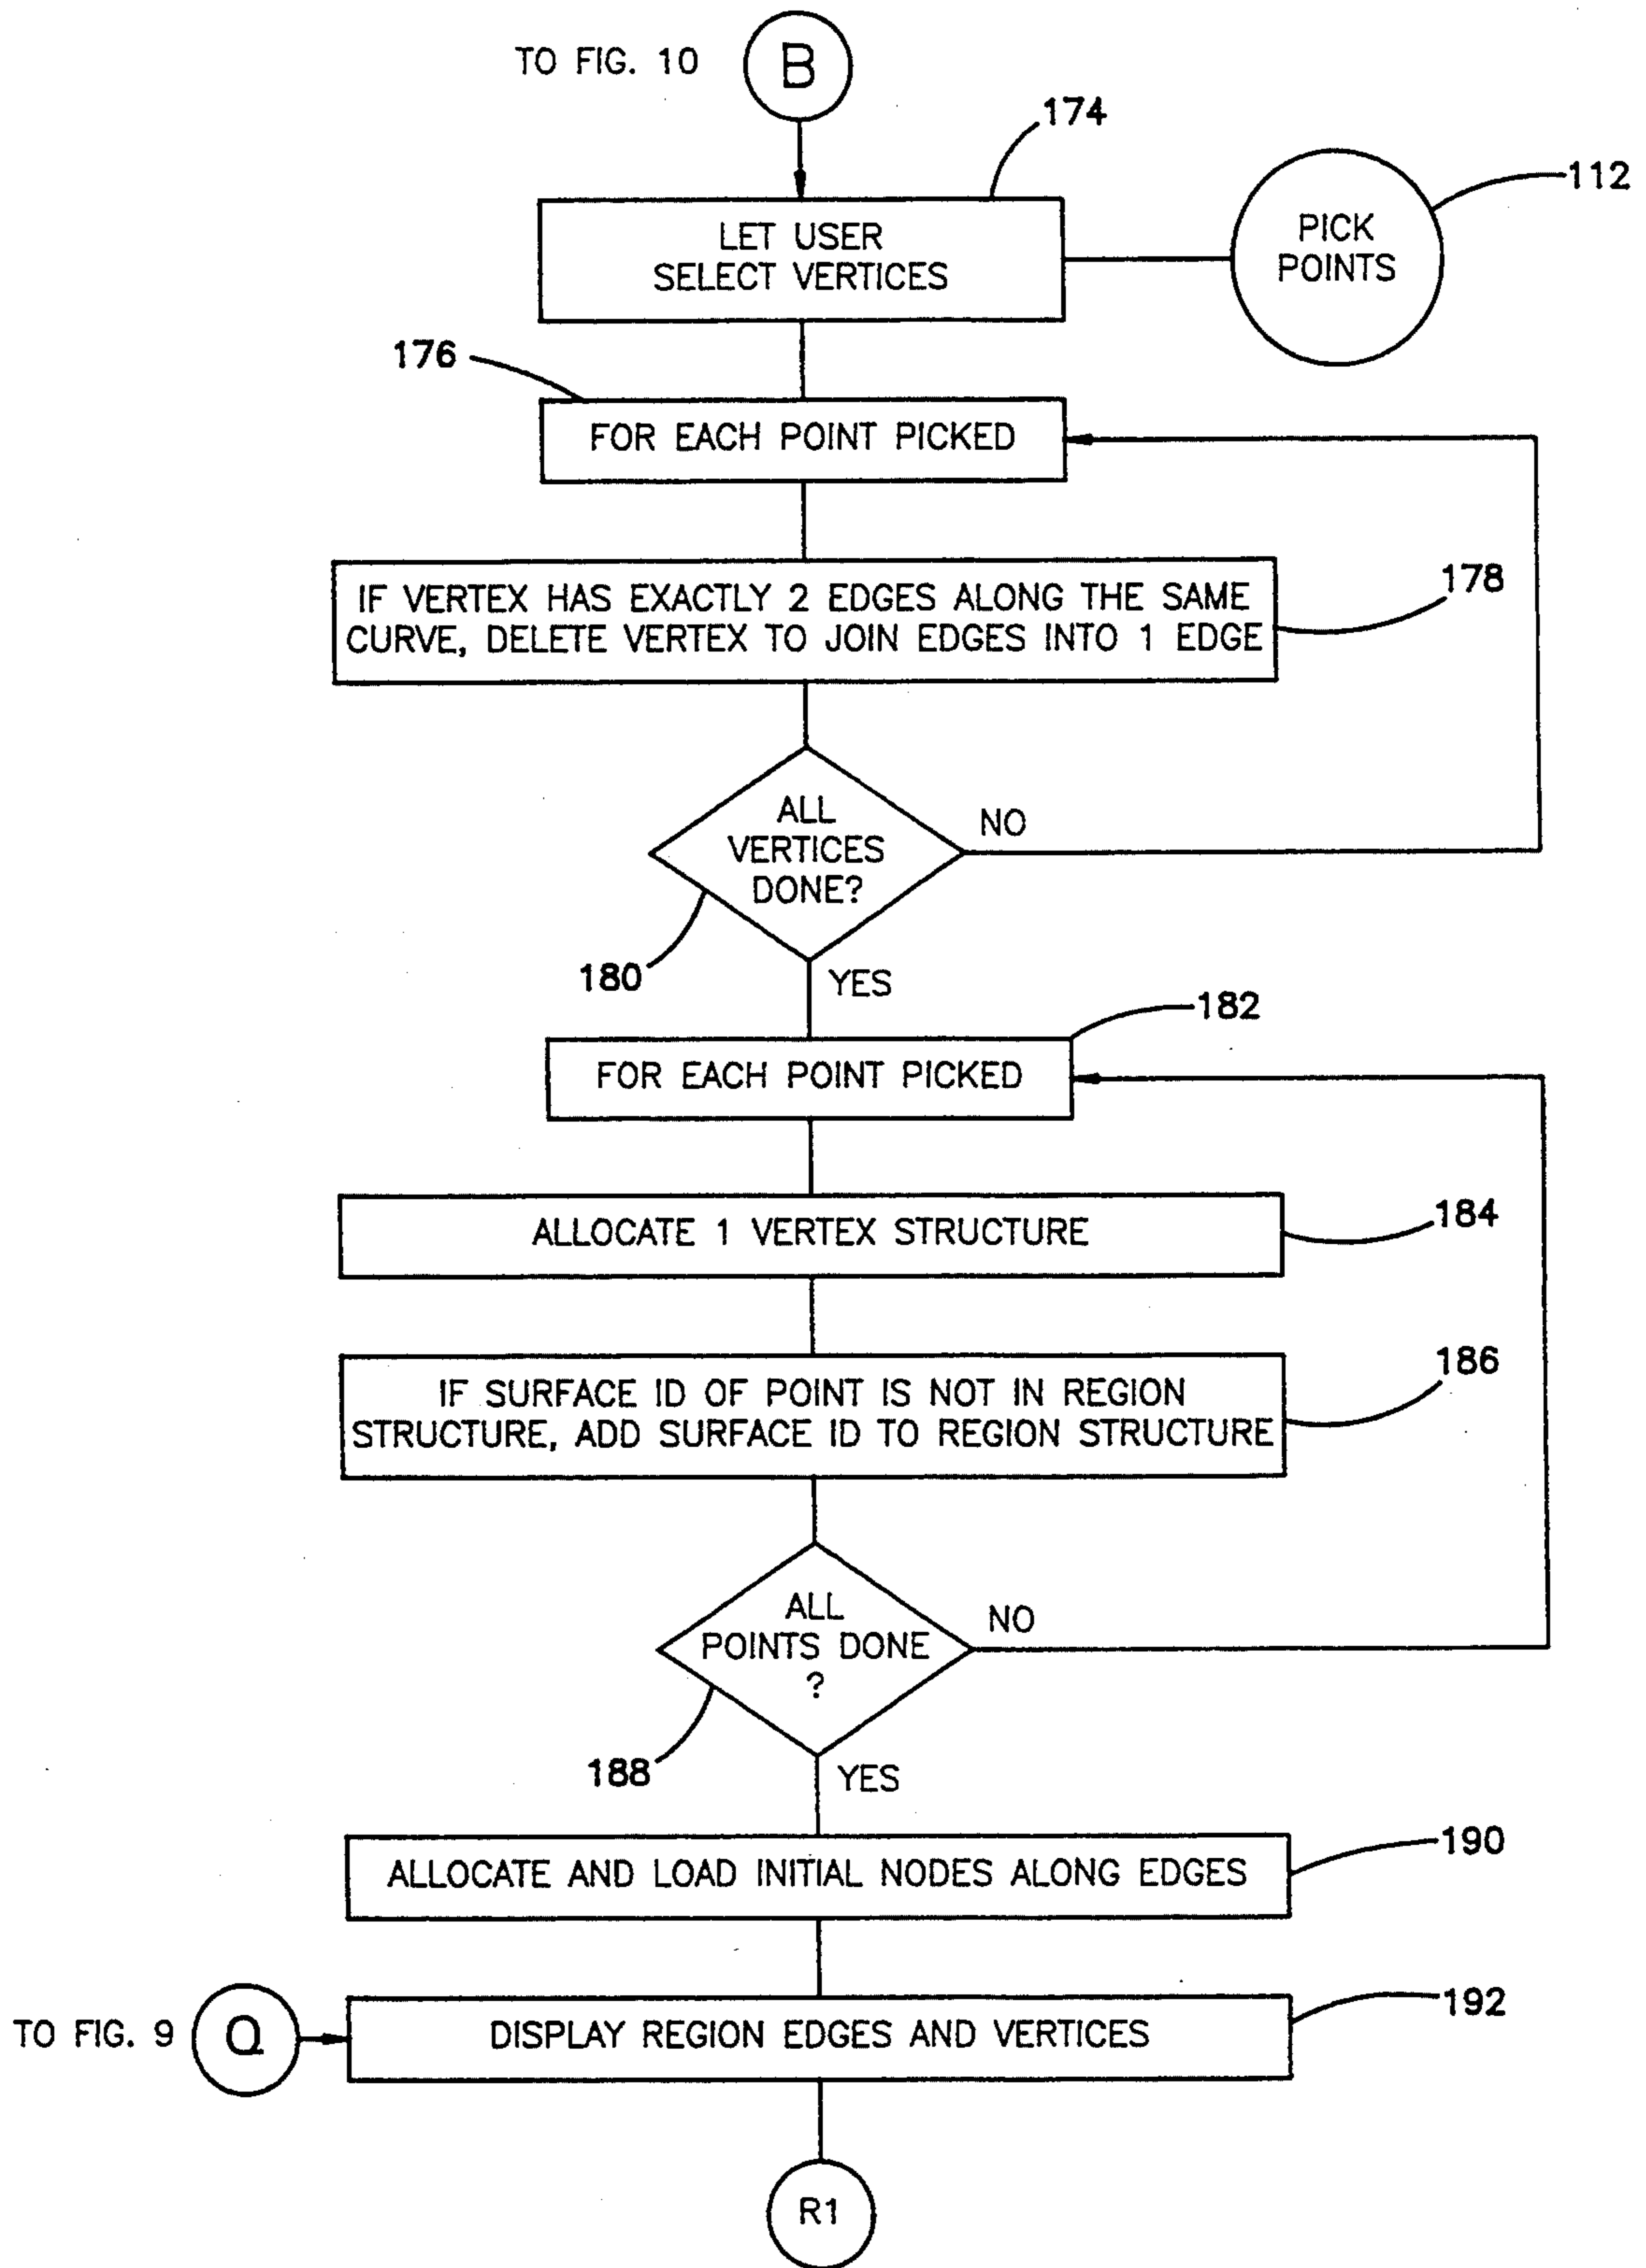 TO FIG. 10
B
174
LET USER
SELECT VERTICES
PICK
POINTS
112
176
FOR EACH POINT PICKED
IF VERTEX HAS EXACTLY 2 EDGES ALONG THE SAME
CURVE, DELETE VERTEX TO JOIN EDGES INTO 1 EDGE
178
ALL
VERTICES
DONE?
NO
180
YES
182
FOR EACH POINT PICKED
ALLOCATE 1 VERTEX STRUCTURE
184
IF SURFACE ID OF POINT IS NOT IN REGION
STRUCTURE, ADD SURFACE ID TO REGION STRUCTURE
186
ALL
POINTS DONE
?
NO
188
YES
ALLOCATE AND LOAD INITIAL NODES ALONG EDGES
190
TO FIG. 9
Q
DISPLAY REGION EDGES AND VERTICES
192
R1